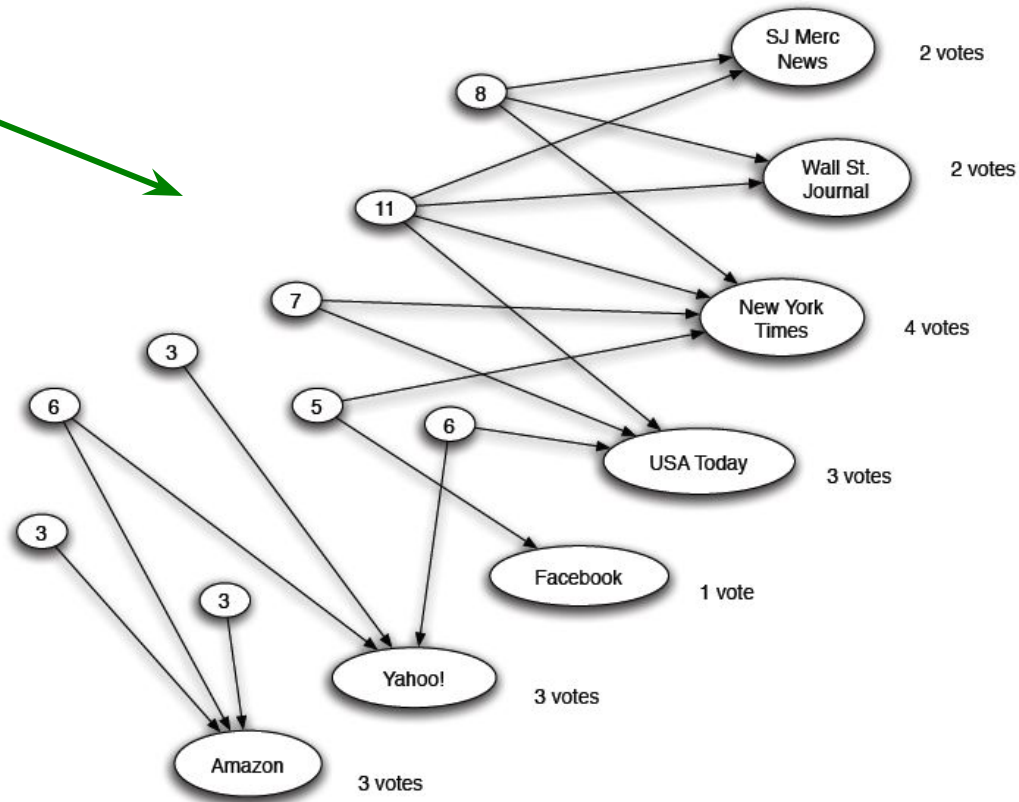 SJ Merc
News
2 votes
8
Wall St.
Journal
2 votes
11
7
New York
Times
4 votes
3
6
5
6
USA Today
3 votes
3
Facebook
1 vote
3
Yahoo!
3 votes
Amazon
3 votes